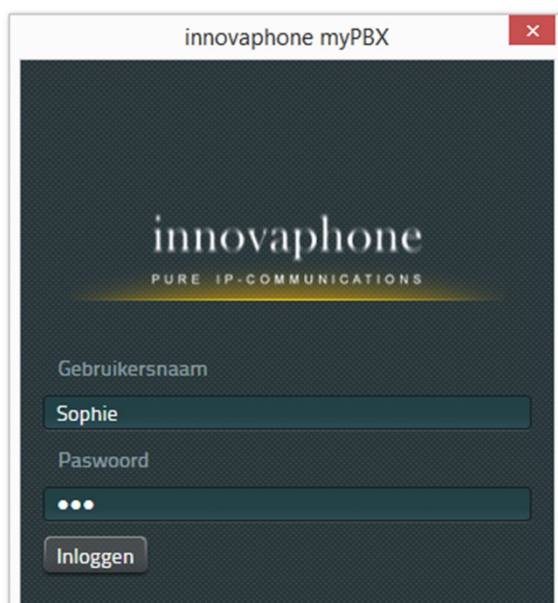 innovaphone myPBX
innovaphone
PURE IP-COMMUNICATIONS
Gebruikersnaam
Sophie
Paswoord
●●●
Inloggen